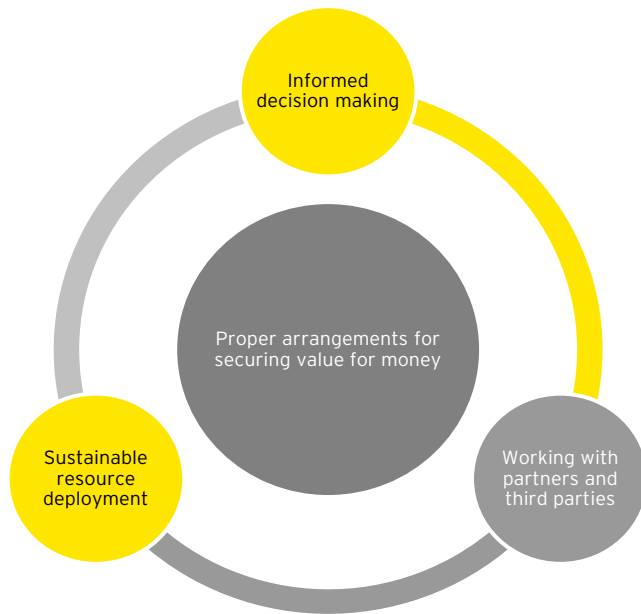 Informed
decision making
Proper arrangements for
securing value for money
Sustainable
resource
deployment
Working with
partners and
third parties